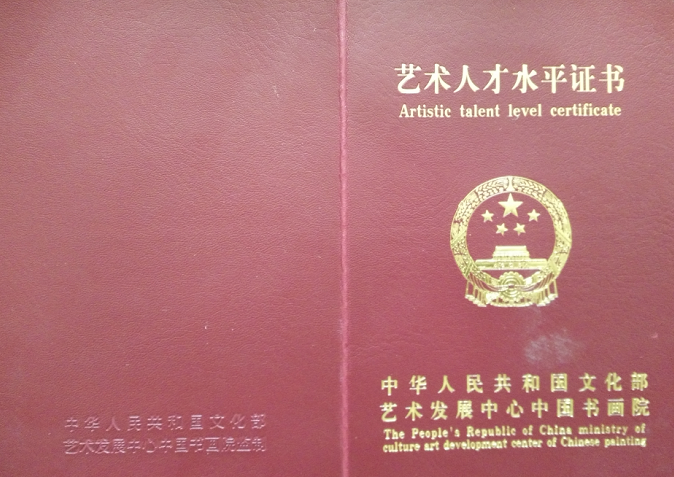 艺术人才水平证书
Artistic talent level certificate
中华人民共和国文化部
艺术发展中心中国书画院
The People's Republic of China ministry of
culture art development center of Chinese painting
中华人民共和国文化部
艺术发展中心中国书画院监制